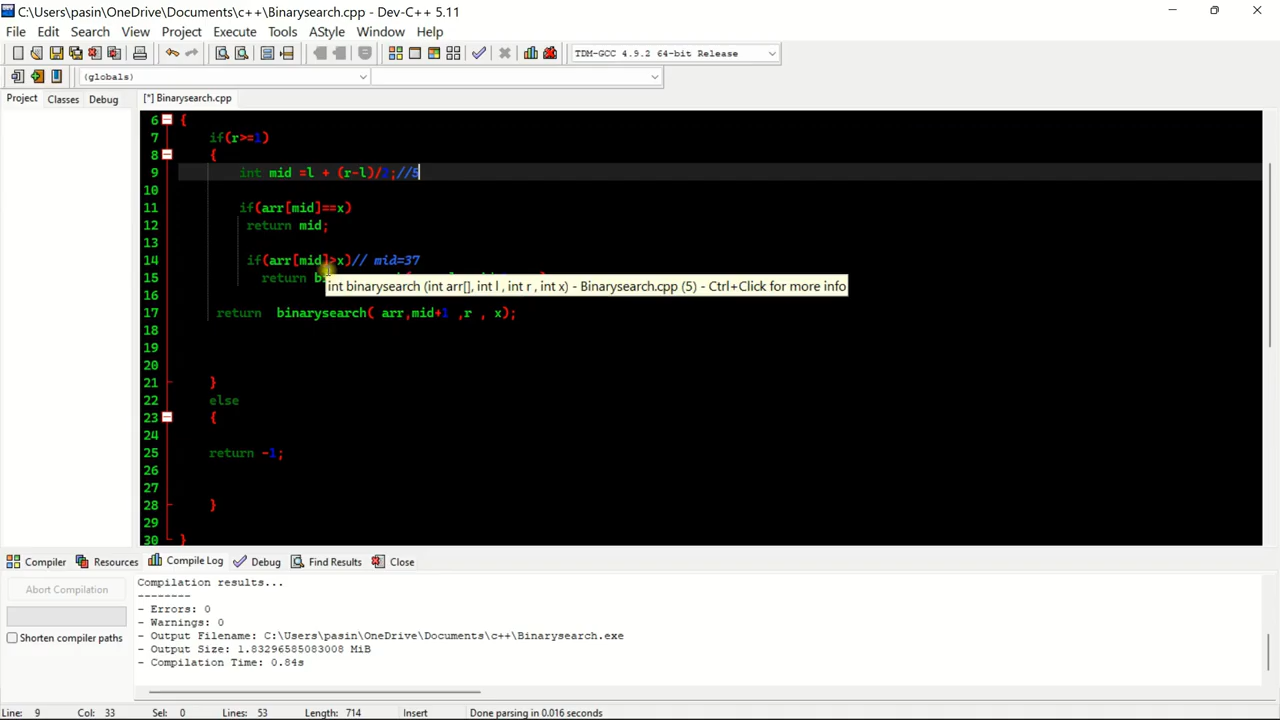 C:\Users\pasin\OneDrive\Documents\c++\Binarysearch.cpp - Dev-C++ 5.11
File Edit Search View Project Execute Tools AStyle Window Help
TDM-GCC 4.9.2 64-bit Release
(globals)
Project Classes Debug [*] Binarysearch.cpp
6 {
7 if(r>=1)
8 {
9 int mid =l + (r-l)/2;//5
10
11 if(arr[mid]==x)
12 return mid;
13
14 if(arr[mid]>x)// mid=37
15 return
int binarysearch (int arr[], int l , int r , int x) - Binarysearch.cpp (5) - Ctrl+Click for more info
16
17 return binarysearch( arr,mid+1 ,r , x);
18
19
20
21 }
22 else
23 {
24
25 return -1;
26
27
28 }
29
30 }
Compiler Resources Compile Log Debug Find Results Close
Abort Compilation
Shorten compiler paths
Compilation results...
--------
- Errors: 0
- Warnings: 0
- Output Filename: C:\Users\pasin\OneDrive\Documents\c++\Binarysearch.exe
- Output Size: 1.83296585083008 MiB
- Compilation Time: 0.84s
Line: 9 Col: 33 Sel: 0 Lines: 53 Length: 714 Insert Done parsing in 0.016 seconds